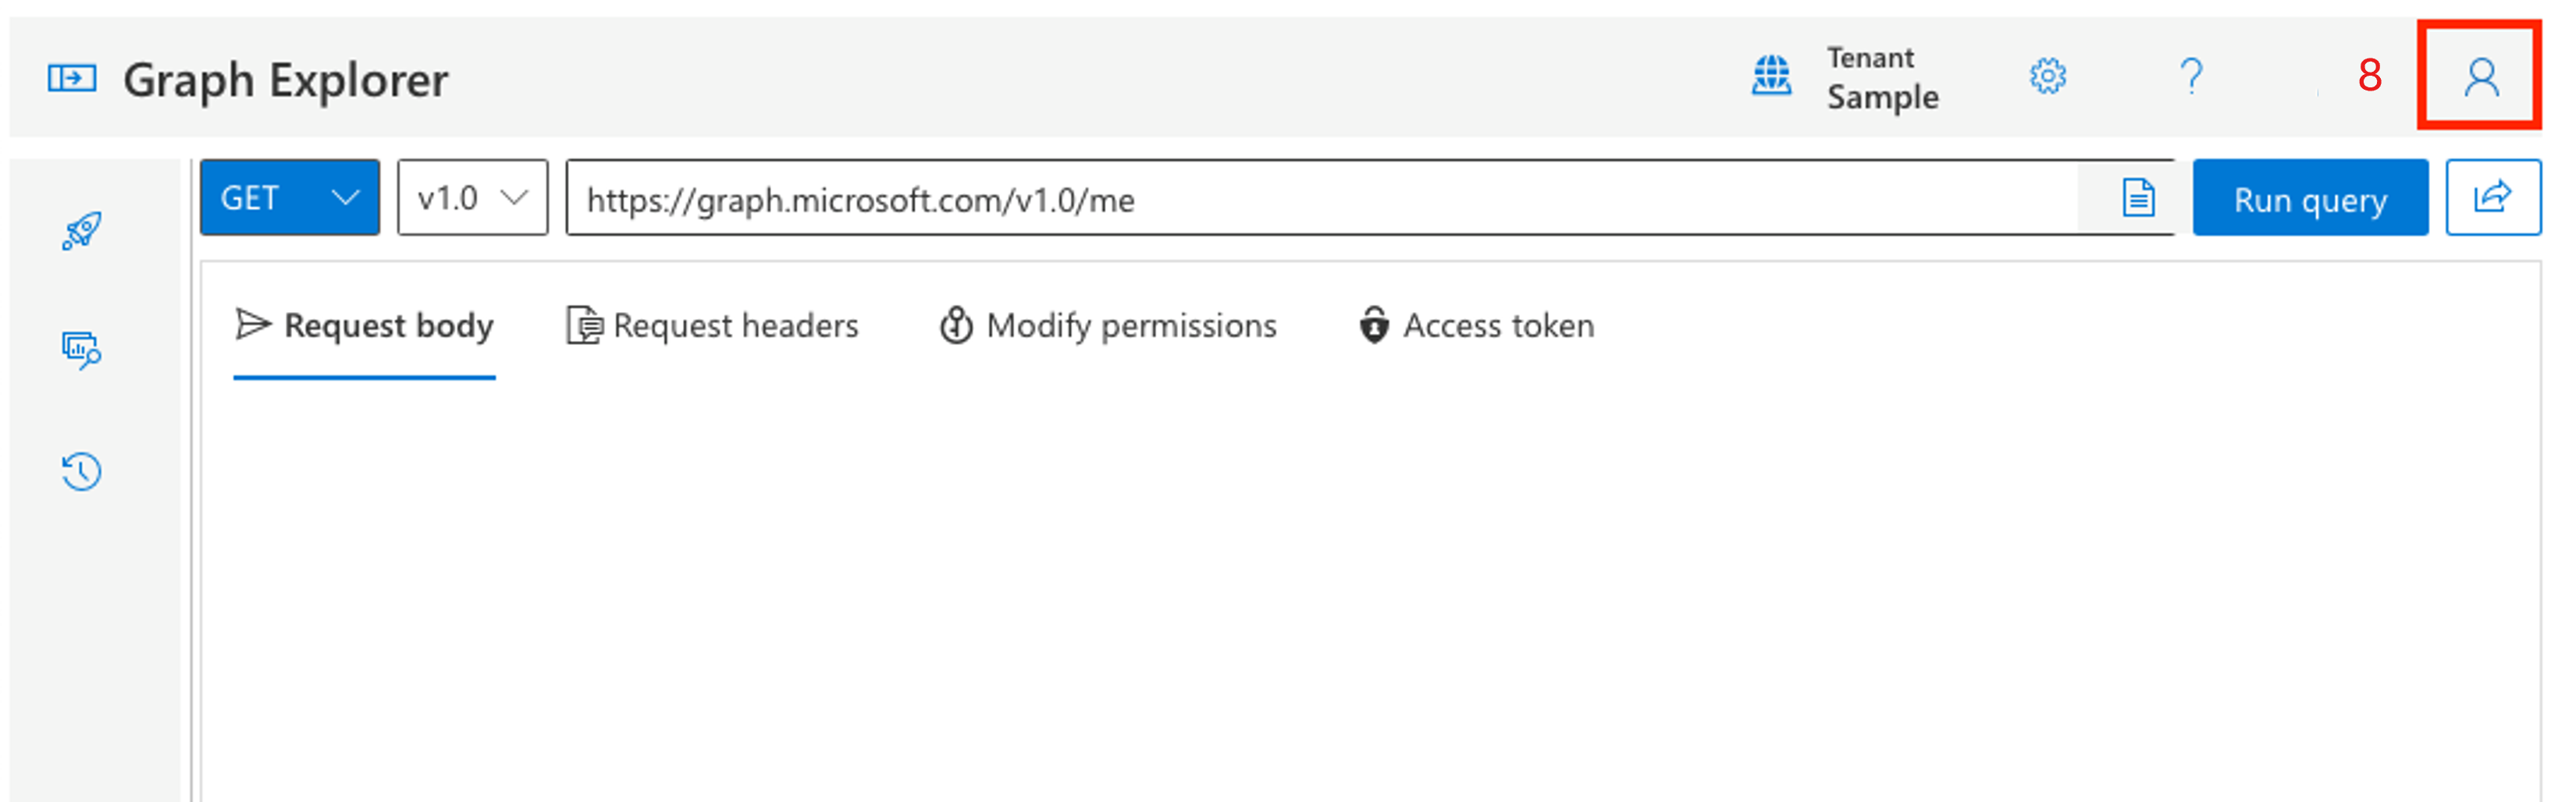 Graph Explorer
Tenant
Sample
?
8
GET
v1.0
https://graph.microsoft.com/v1.0/me
Run query
Request body
Request headers
Modify permissions
Access token